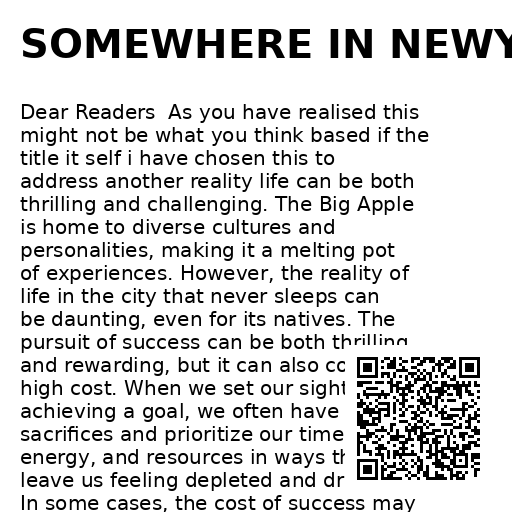 SOMEWHERE IN NEWY
Dear Readers  As you have realised this
might not be what you think based if the
title it self i have chosen this to
address another reality life can be both
thrilling and challenging. The Big Apple
is home to diverse cultures and
personalities, making it a melting pot
of experiences. However, the reality of
life in the city that never sleeps can
be daunting, even for its natives. The
pursuit of success can be both thrilling
and rewarding, but it can also
high cost. When we set our
achieving a goal, we often have
sacrifices and prioritize our time
energy, and resources in ways
leave us feeling depleted and
In some cases, the cost of success may